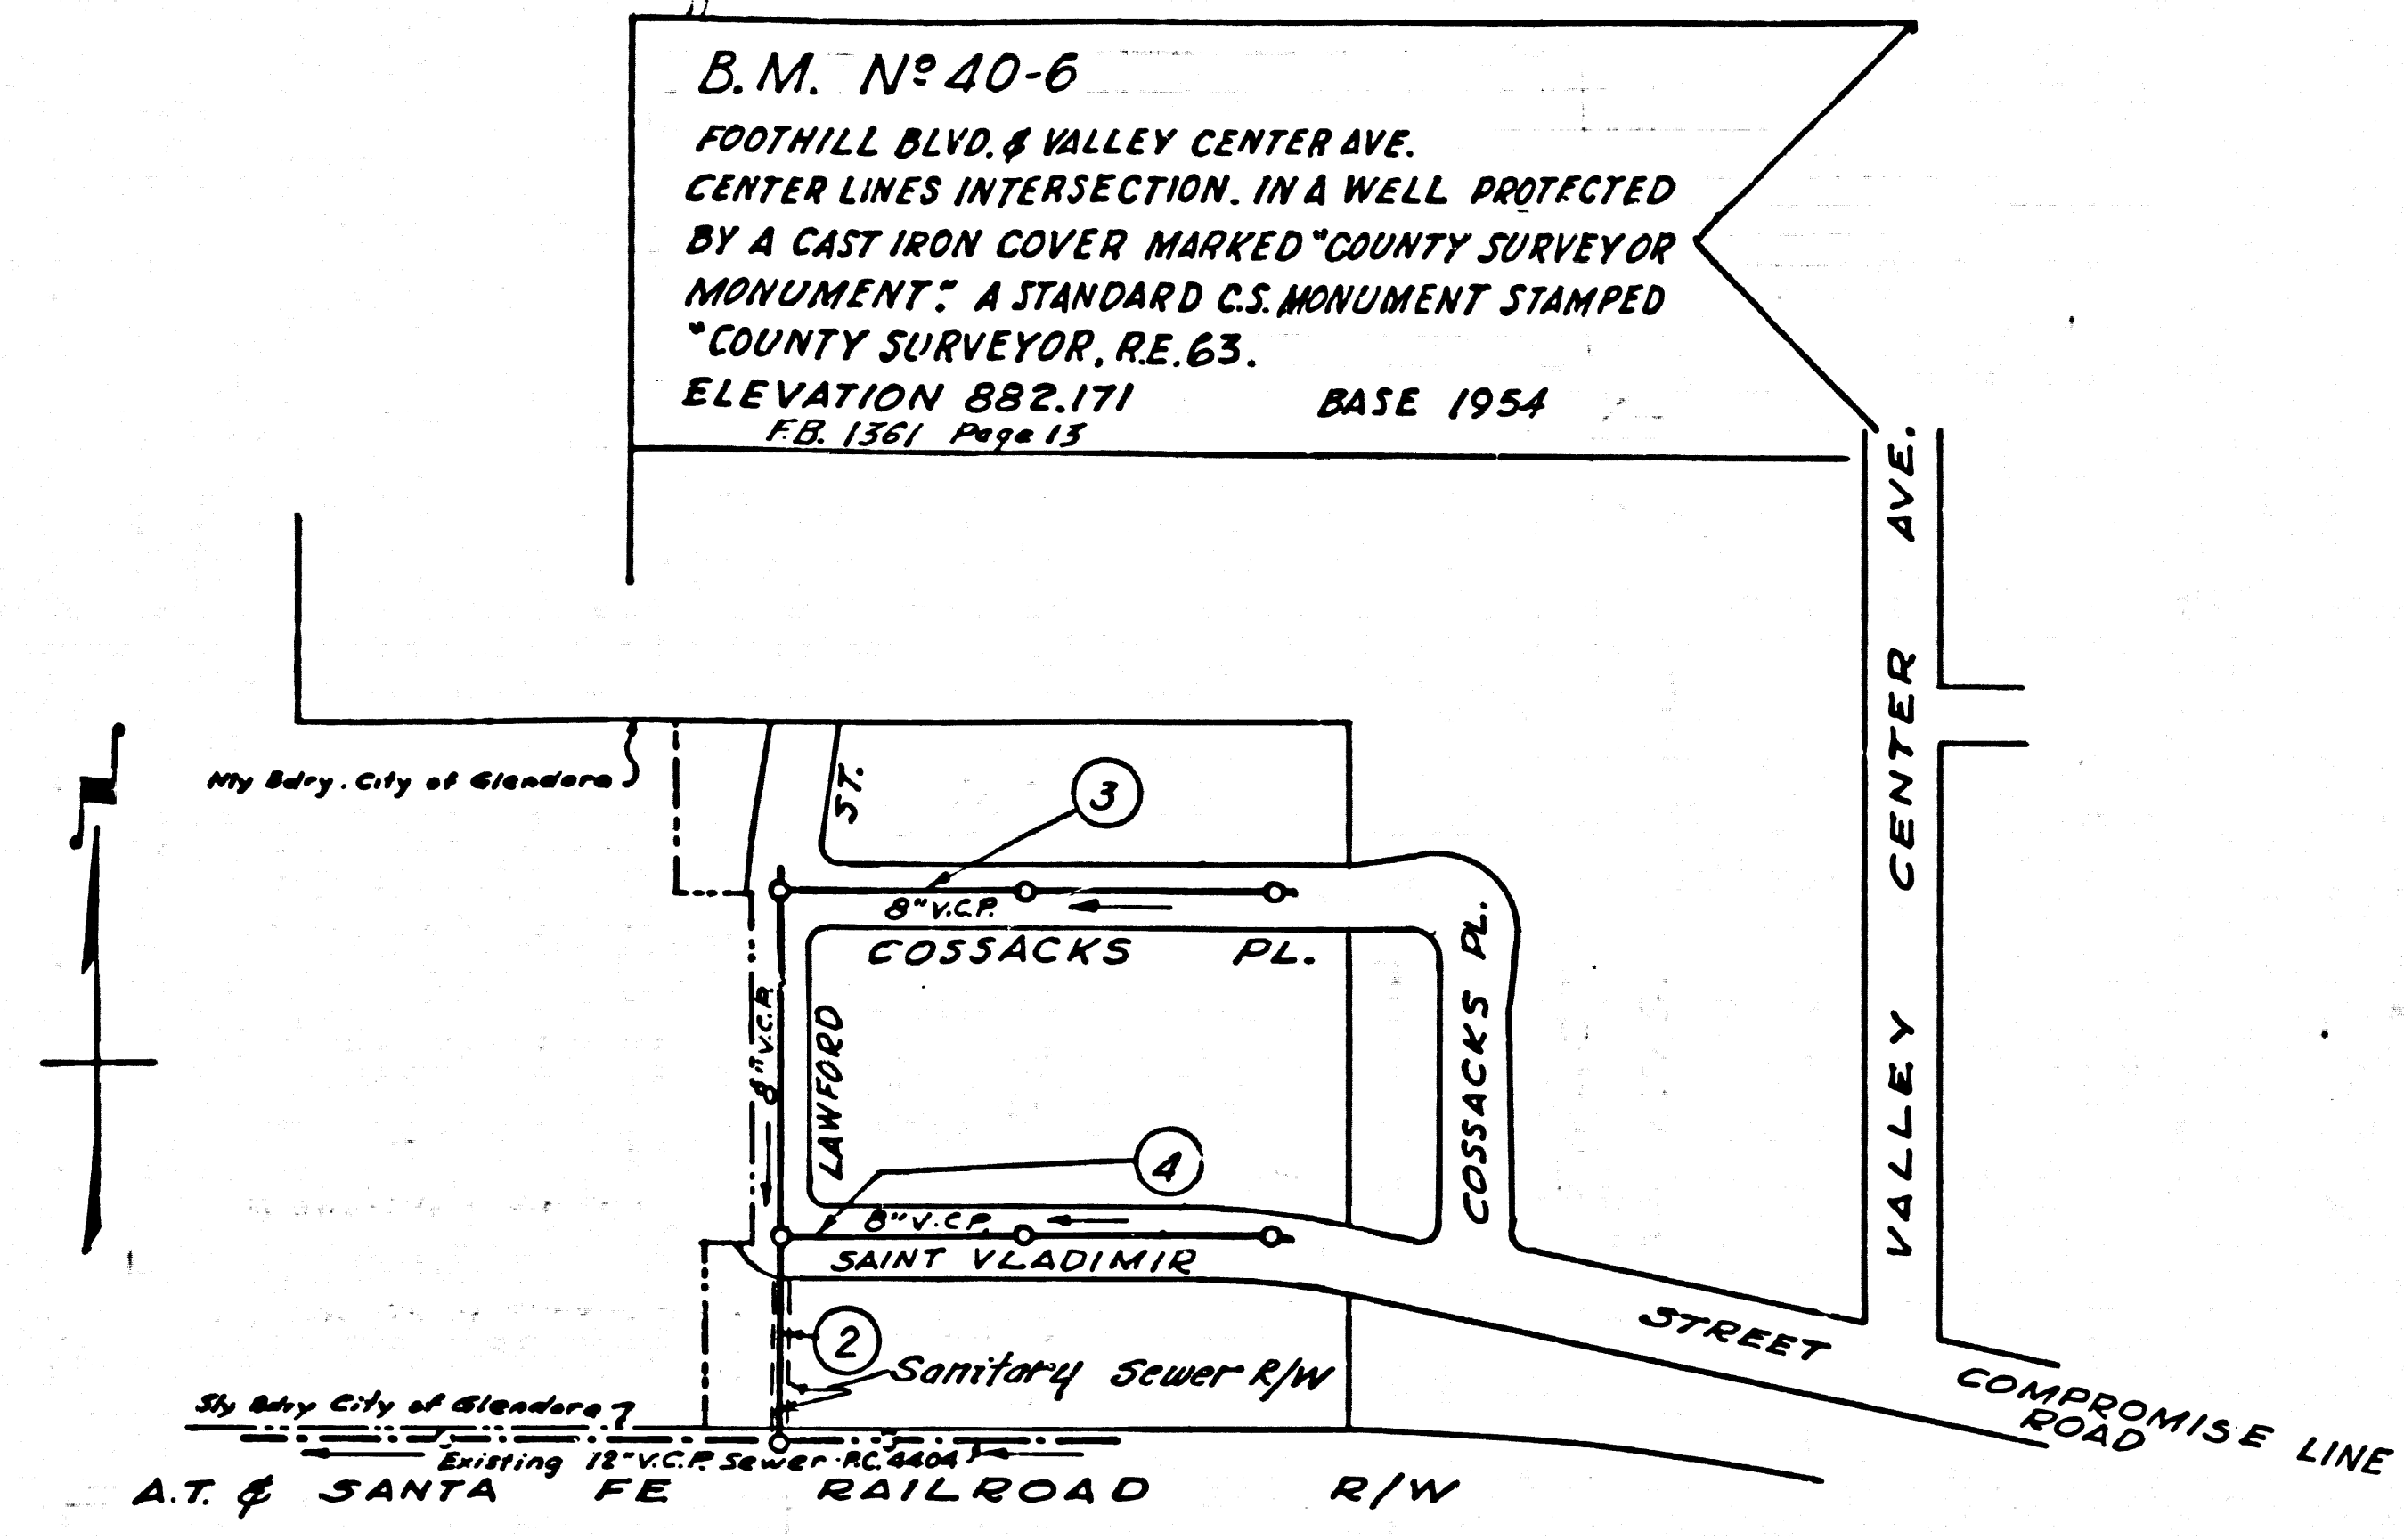 B.M. Nº 40-6
FOOTHILL BLVD. & VALLEY CENTER AVE.
CENTER LINES INTERSECTION. IN A WELL PROTECTED
BY A CAST IRON COVER MARKED "COUNTY SURVEYOR
MONUMENT". A STANDARD C.S. MONUMENT STAMPED
"COUNTY SURVEYOR, R.E. 63.
ELEVATION 882.171 BASE 1954
F.B. 1361 Page 13
VALLEY CENTER AVE.
Nly Bdry. City of Glendora
ST.
3
8" V.C.P.
COSSACKS PL.
COSSACKS PL.
8" V.C.P.
LAWFORD
4
8" V.C.P.
SAINT VLADIMIR
STREET
2
Sanitary Sewer R/W
COMPROMISE LINE
ROAD
Sly Bdry City of Glendora
Existing 12" V.C.P. Sewer P.C. 4404
A.T. & SANTA FE RAILROAD R/W